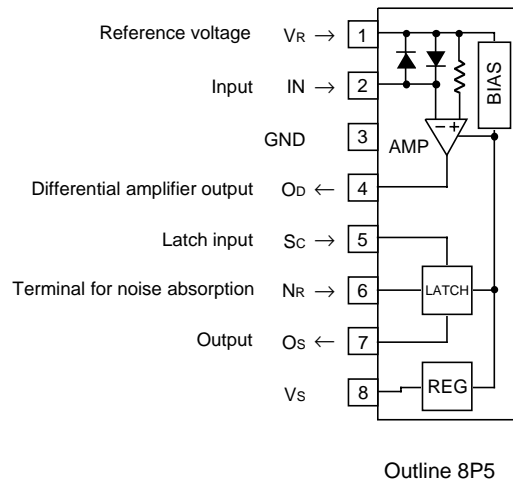 Reference voltage VR → 1
Input IN → 2
GND 3
Differential amplifier output OD ← 4
Latch input SC → 5
Terminal for noise absorption NR → 6
Output OS ← 7
VS 8
BIAS
− +
AMP
LATCH
REG
Outline 8P5